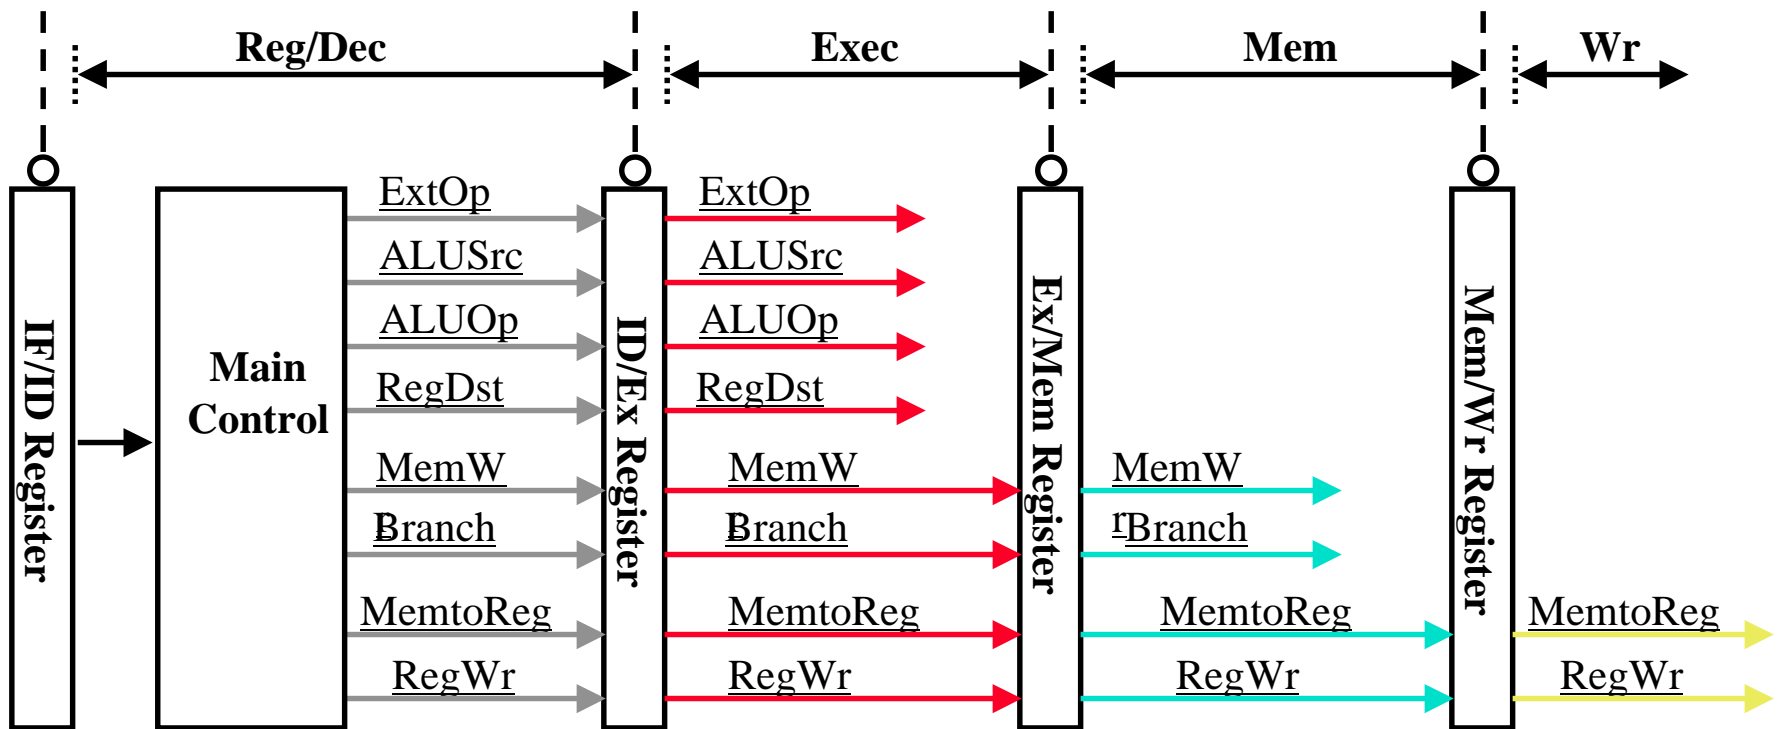 Reg/Dec
Exec
Mem
Wr
IF/ID Register
Main
Control
ExtOp
ALUSrc
ALUOp
RegDst
MemW
r
Branch
MemtoReg
RegWr
ID/Ex Register
ExtOp
ALUSrc
ALUOp
RegDst
MemW
r
Branch
MemtoReg
RegWr
Ex/Mem Register
MemW
r
Branch
MemtoReg
RegWr
Mem/Wr Register
MemtoReg
RegWr